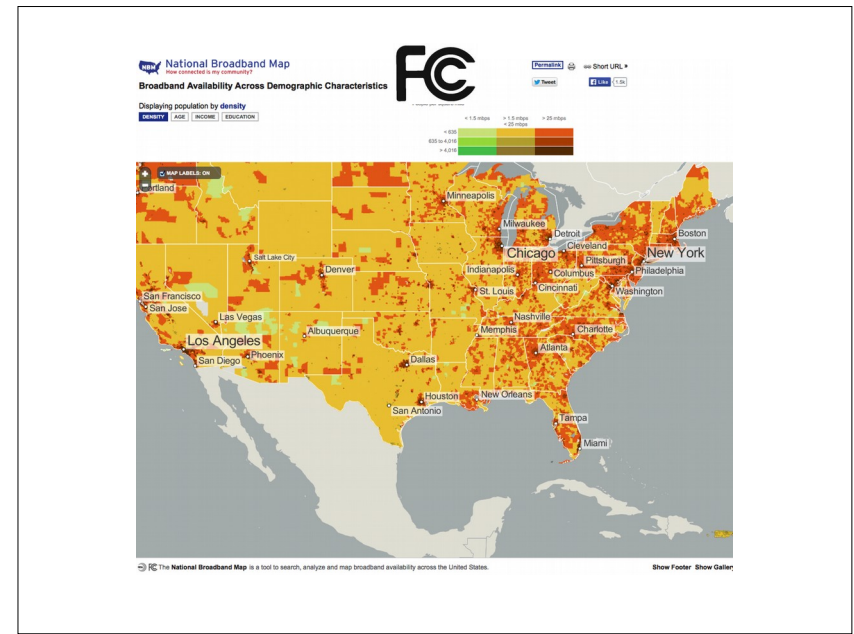 NBM
National Broadband Map
How connected is my community?
FCC
Permalink
Short URL »
Broadband Availability Across Demographic Characteristics
Tweet
Like
1.5k
Displaying population by density
DENSITY
AGE
INCOME
EDUCATION
< 1.5 mbps
> 1.5 mbps
< 25 mbps
> 25 mbps
< 635
635 to 4,016
> 4,016
MAP LABELS: ON
Minneapolis
Milwaukee
Detroit
Boston
Chicago
Cleveland
New York
Salt Lake City
Pittsburgh
Denver
Indianapolis
Columbus
Philadelphia
St. Louis
Cincinnati
Washington
San Francisco
San Jose
Las Vegas
Nashville
Albuquerque
Memphis
Charlotte
Los Angeles
Atlanta
San Diego
Phoenix
Dallas
Houston
New Orleans
San Antonio
Tampa
Miami
FC The National Broadband Map is a tool to search, analyze and map broadband availability across the United States.
Show Footer
Show Gallery